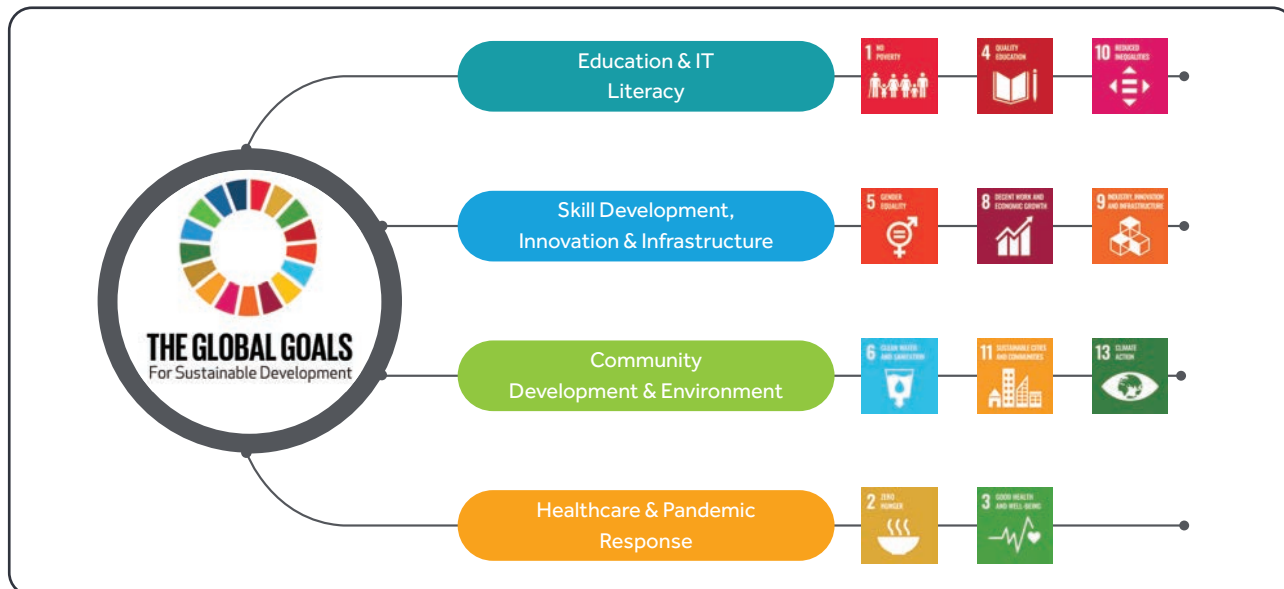 Education & IT
Literacy
1 NO
POVERTY
4 QUALITY
EDUCATION
10 REDUCED
INEQUALITIES
THE GLOBAL GOALS
For Sustainable Development
Skill Development,
Innovation & Infrastructure
5 GENDER
EQUALITY
8 DECENT WORK AND
ECONOMIC GROWTH
9 INDUSTRY, INNOVATION
AND INFRASTRUCTURE
Community
Development & Environment
6 CLEAN WATER
AND SANITATION
11 SUSTAINABLE CITIES
AND COMMUNITIES
13 CLIMATE
ACTION
Healthcare & Pandemic
Response
2 ZERO
HUNGER
3 GOOD HEALTH
AND WELL-BEING